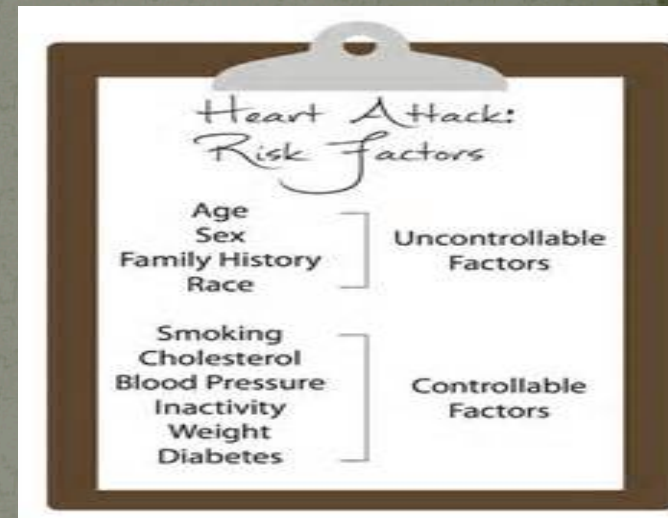 Heart Attack:
Risk Factors
Age
Sex
Family History
Race
Uncontrollable
Factors
Smoking
Cholesterol
Blood Pressure
Inactivity
Weight
Diabetes
Controllable
Factors